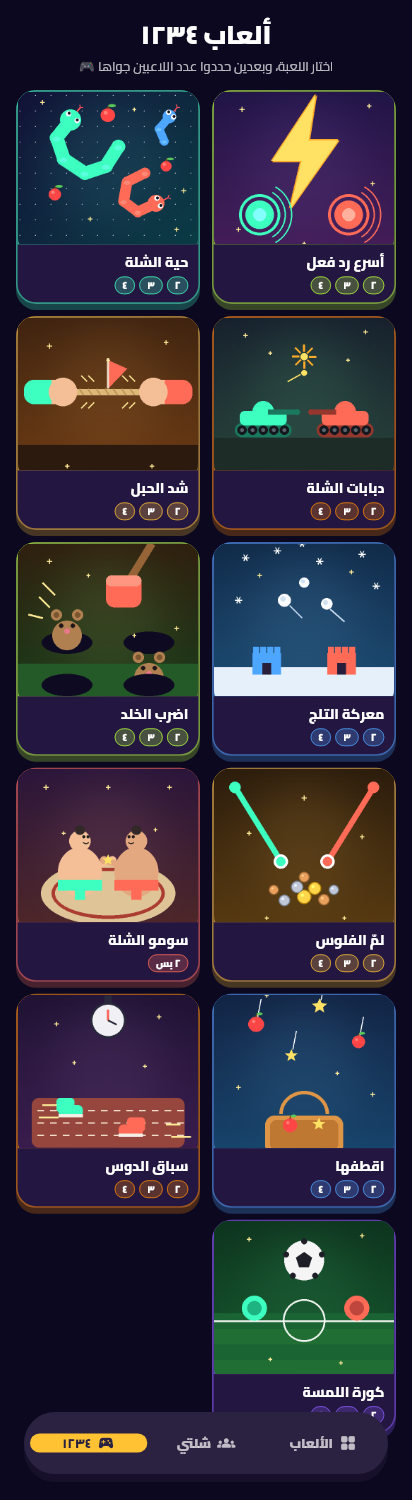 ألعاب ١٢٣٤
اختار اللعبة، وبعدين حددوا عدد اللاعبين جواها 🎮
أسرع رد فعل
٢ ٣ ٤
حية الشلة
٢ ٣ ٤
دبابات الشلة
٢ ٣ ٤
شد الحبل
٢ ٣ ٤
معركة التلج
٢ ٣ ٤
اضرب الخلد
٢ ٣ ٤
لمّ الفلوس
٢ ٣ ٤
سومو الشلة
٢ بس
اقطفها
٢ ٣ ٤
سباق الدوس
٢ ٣ ٤
كورة اللمسة
٢
الألعاب
شلتي
١٢٣٤